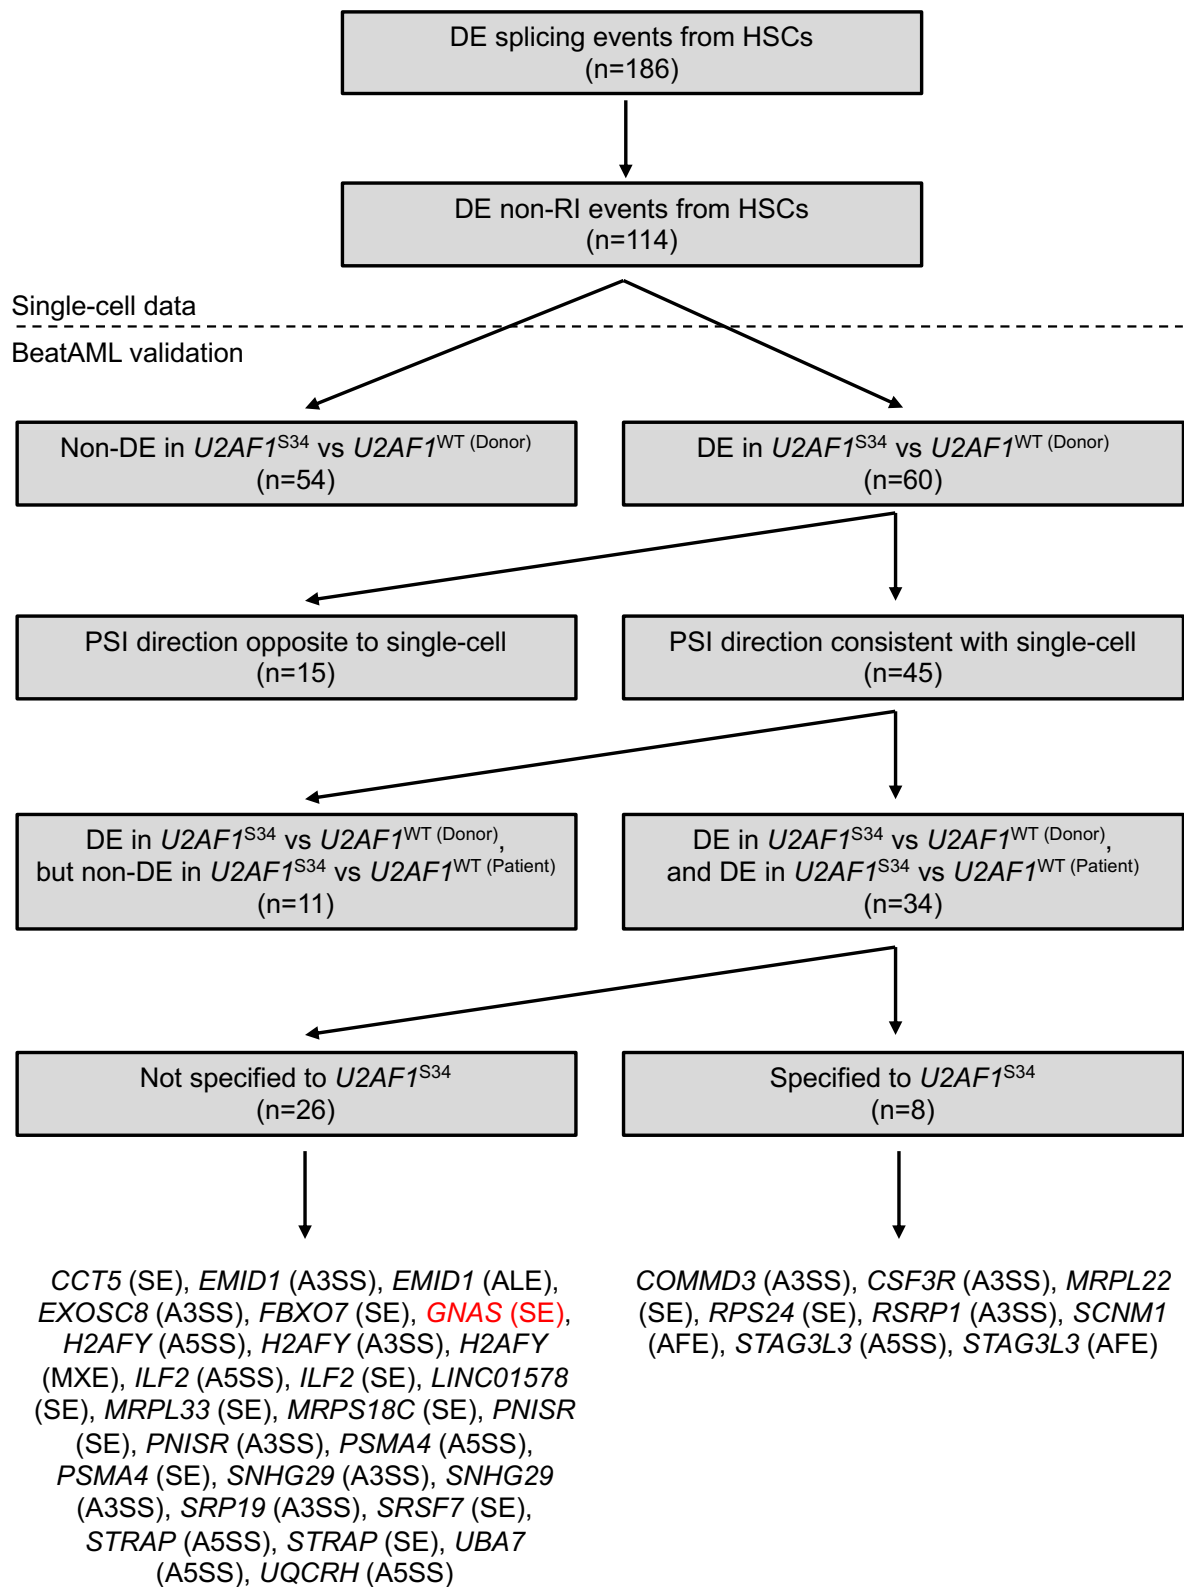 DE splicing events from HSCs
(n=186)
DE non-RI events from HSCs
(n=114)
Single-cell data
BeatAML validation
Non-DE in U2AF1S34 vs U2AF1WT (Donor)
(n=54)
DE in U2AF1S34 vs U2AF1WT (Donor)
(n=60)
PSI direction opposite to single-cell
(n=15)
PSI direction consistent with single-cell
(n=45)
DE in U2AF1S34 vs U2AF1WT (Donor),
but non-DE in U2AF1S34 vs U2AF1WT (Patient)
(n=11)
DE in U2AF1S34 vs U2AF1WT (Donor),
and DE in U2AF1S34 vs U2AF1WT (Patient)
(n=34)
Not specified to U2AF1S34
(n=26)
Specified to U2AF1S34
(n=8)
CCT5 (SE), EMID1 (A3SS), EMID1 (ALE),
EXOSC8 (A3SS), FBXO7 (SE), GNAS (SE),
H2AFY (A5SS), H2AFY (A3SS), H2AFY
(MXE), ILF2 (A5SS), ILF2 (SE), LINC01578
(SE), MRPL33 (SE), MRPS18C (SE), PNISR
(SE), PNISR (A3SS), PSMA4 (A5SS),
PSMA4 (SE), SNHG29 (A3SS), SNHG29
(A3SS), SRP19 (A3SS), SRSF7 (SE),
STRAP (A5SS), STRAP (SE), UBA7
(A5SS), UQCRH (A5SS)
COMMD3 (A3SS), CSF3R (A3SS), MRPL22
(SE), RPS24 (SE), RSRP1 (A3SS), SCNM1
(AFE), STAG3L3 (A5SS), STAG3L3 (AFE)